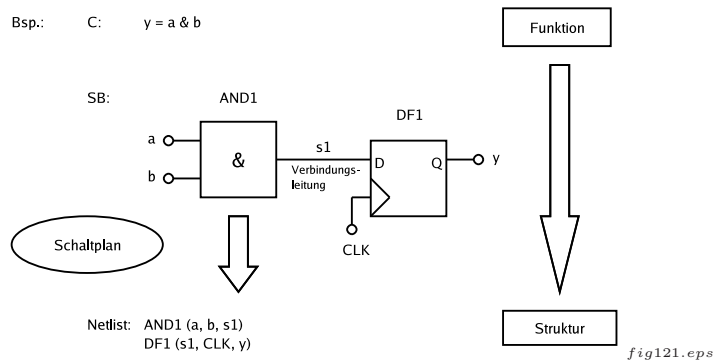 Bsp.: C: y = a & b
Funktion
SB: AND1
DF1
a
b
&
s1
Verbindungs-
leitung
D
Q
y
CLK
Schaltplan
Netlist: AND1 (a, b, s1)
DF1 (s1, CLK, y)
Struktur
fig121.eps